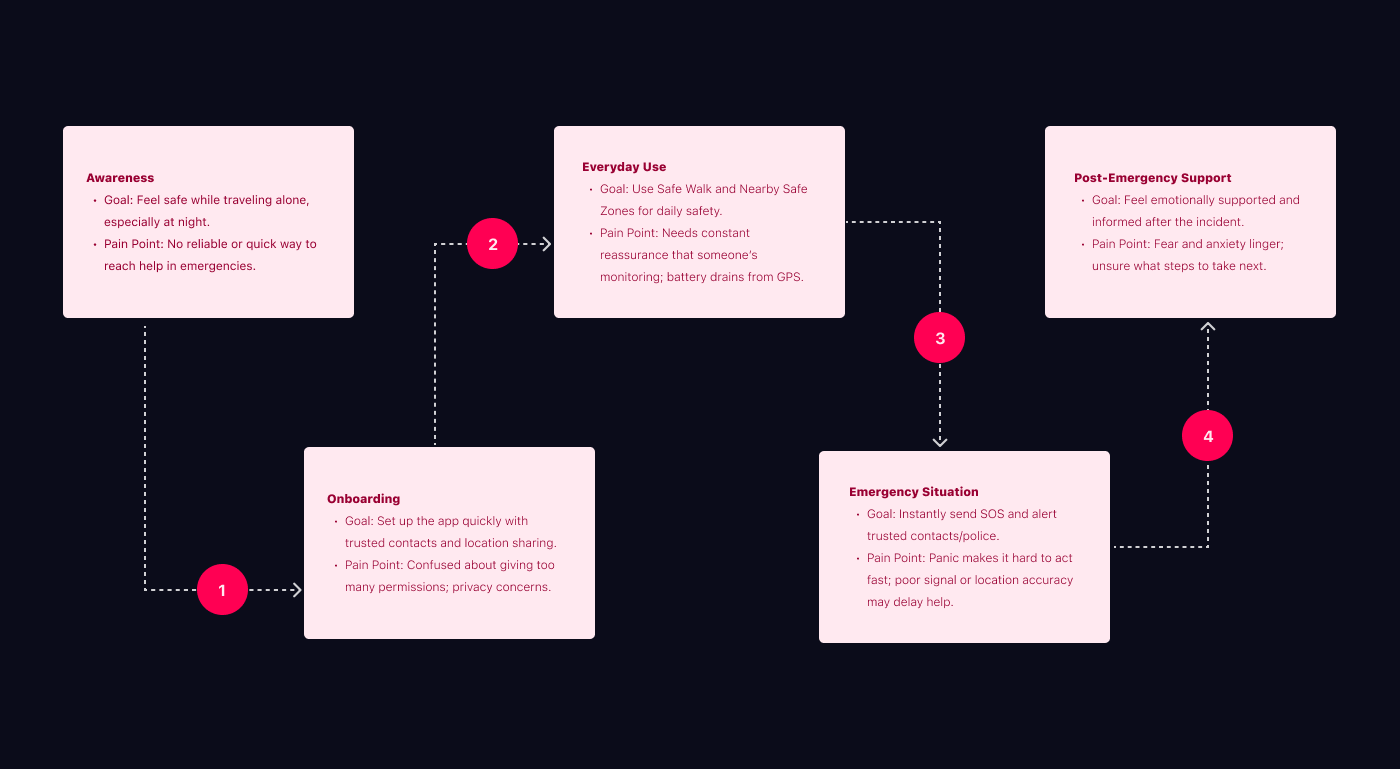 Awareness
• Goal: Feel safe while traveling alone,
especially at night.
• Pain Point: No reliable or quick way to
reach help in emergencies.
1
Onboarding
• Goal: Set up the app quickly with
trusted contacts and location sharing.
• Pain Point: Confused about giving too
many permissions; privacy concerns.
2
Everyday Use
• Goal: Use Safe Walk and Nearby Safe
Zones for daily safety.
• Pain Point: Needs constant
reassurance that someone's
monitoring; battery drains from GPS.
3
Emergency Situation
• Goal: Instantly send SOS and alert
trusted contacts/police.
• Pain Point: Panic makes it hard to act
fast; poor signal or location accuracy
may delay help.
4
Post-Emergency Support
• Goal: Feel emotionally supported and
informed after the incident.
• Pain Point: Fear and anxiety linger;
unsure what steps to take next.